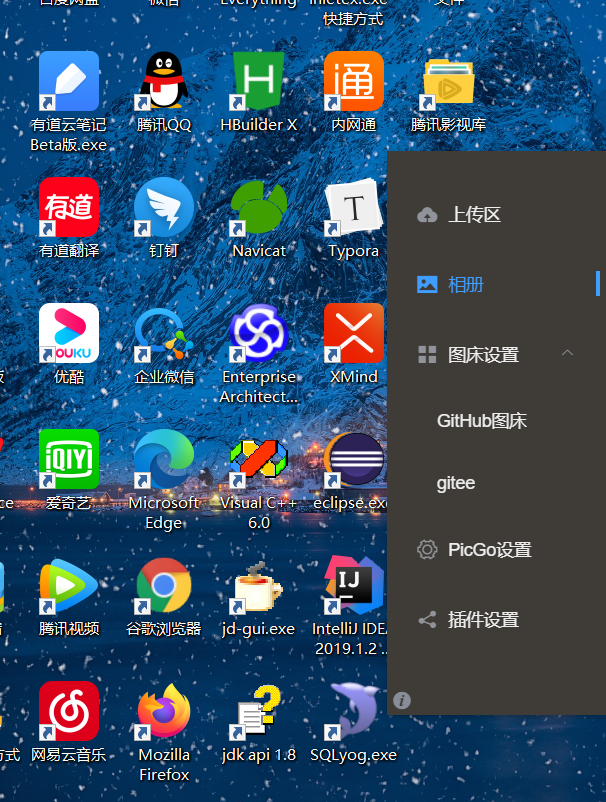 百度网盘 微信 Everything inletex.exe 文件
快捷方式
有道云笔记 腾讯QQ HBuilder X 内网通 腾讯影视库
Beta版.exe
有道
通
T
有道翻译 钉钉 Navicat Typora
YOUKU
优酷 企业微信 Enterprise XMind
Architect...
iQIYI
爱奇艺 Microsoft Visual C++ eclipse.exe
Edge 6.0
IJ
腾讯视频 谷歌浏览器 jd-gui.exe IntelliJ IDEA
2019.1.2 ...
网易云音乐 Mozilla jdk api 1.8 SQLyog.exe
Firefox
上传区
相册
图床设置
GitHub图床
gitee
PicGo设置
插件设置